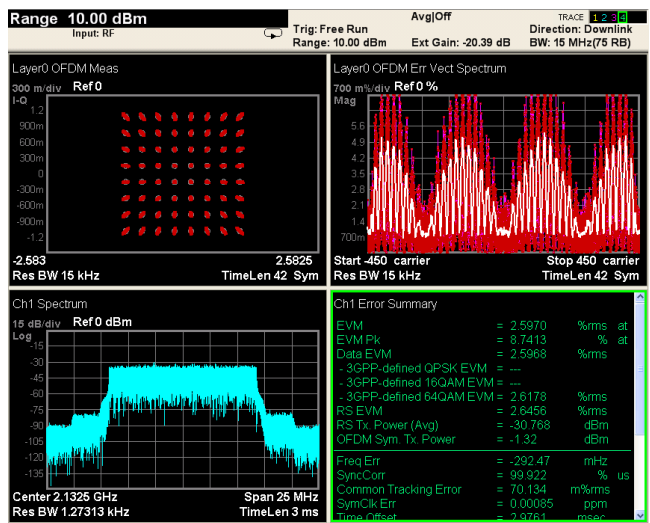 Range 10.00 dBm
Input: RF
Trig: Free Run
Range: 10.00 dBm
Avg|Off
Ext Gain: -20.39 dB
TRACE 1 2 3 4
Direction: Downlink
BW: 15 MHz(75 RB)
Layer0 OFDM Meas
300 m/div Ref 0
I-Q
1.2
900m
600m
300m
0
-300m
-600m
-900m
-1.2
-2.583 2.5825
Res BW 15 kHz TimeLen 42 Sym
Layer0 OFDM Err Vect Spectrum
700 m%/div Ref 0 %
Mag
5.6
4.9
4.2
3.5
2.8
2.1
1.4
700m
Start -450 carrier Stop 450 carrier
Res BW 15 kHz TimeLen 42 Sym
Ch1 Spectrum
15 dB/div Ref 0 dBm
Log
-15
-30
-45
-60
-75
-90
-105
-120
-135
Center 2.1325 GHz Span 25 MHz
Res BW 1.27313 kHz TimeLen 3 ms
Ch1 Error Summary
EVM = 2.5970 %rms at
EVM Pk = 8.7413 % at
Data EVM = 2.5968 %rms
- 3GPP-defined QPSK EVM = ---
- 3GPP-defined 16QAM EVM = ---
- 3GPP-defined 64QAM EVM = 2.6178 %rms
RS EVM = 2.6456 %rms
RS Tx. Power (Avg) = -30.768 dBm
OFDM Sym. Tx. Power = -1.32 dBm
Freq Err = -292.47 mHz
SyncCorr = 99.922 % us
Common Tracking Error = 70.134 m%rms
SymClk Err = 0.00085 ppm
Time Offset = 2.9761 msec